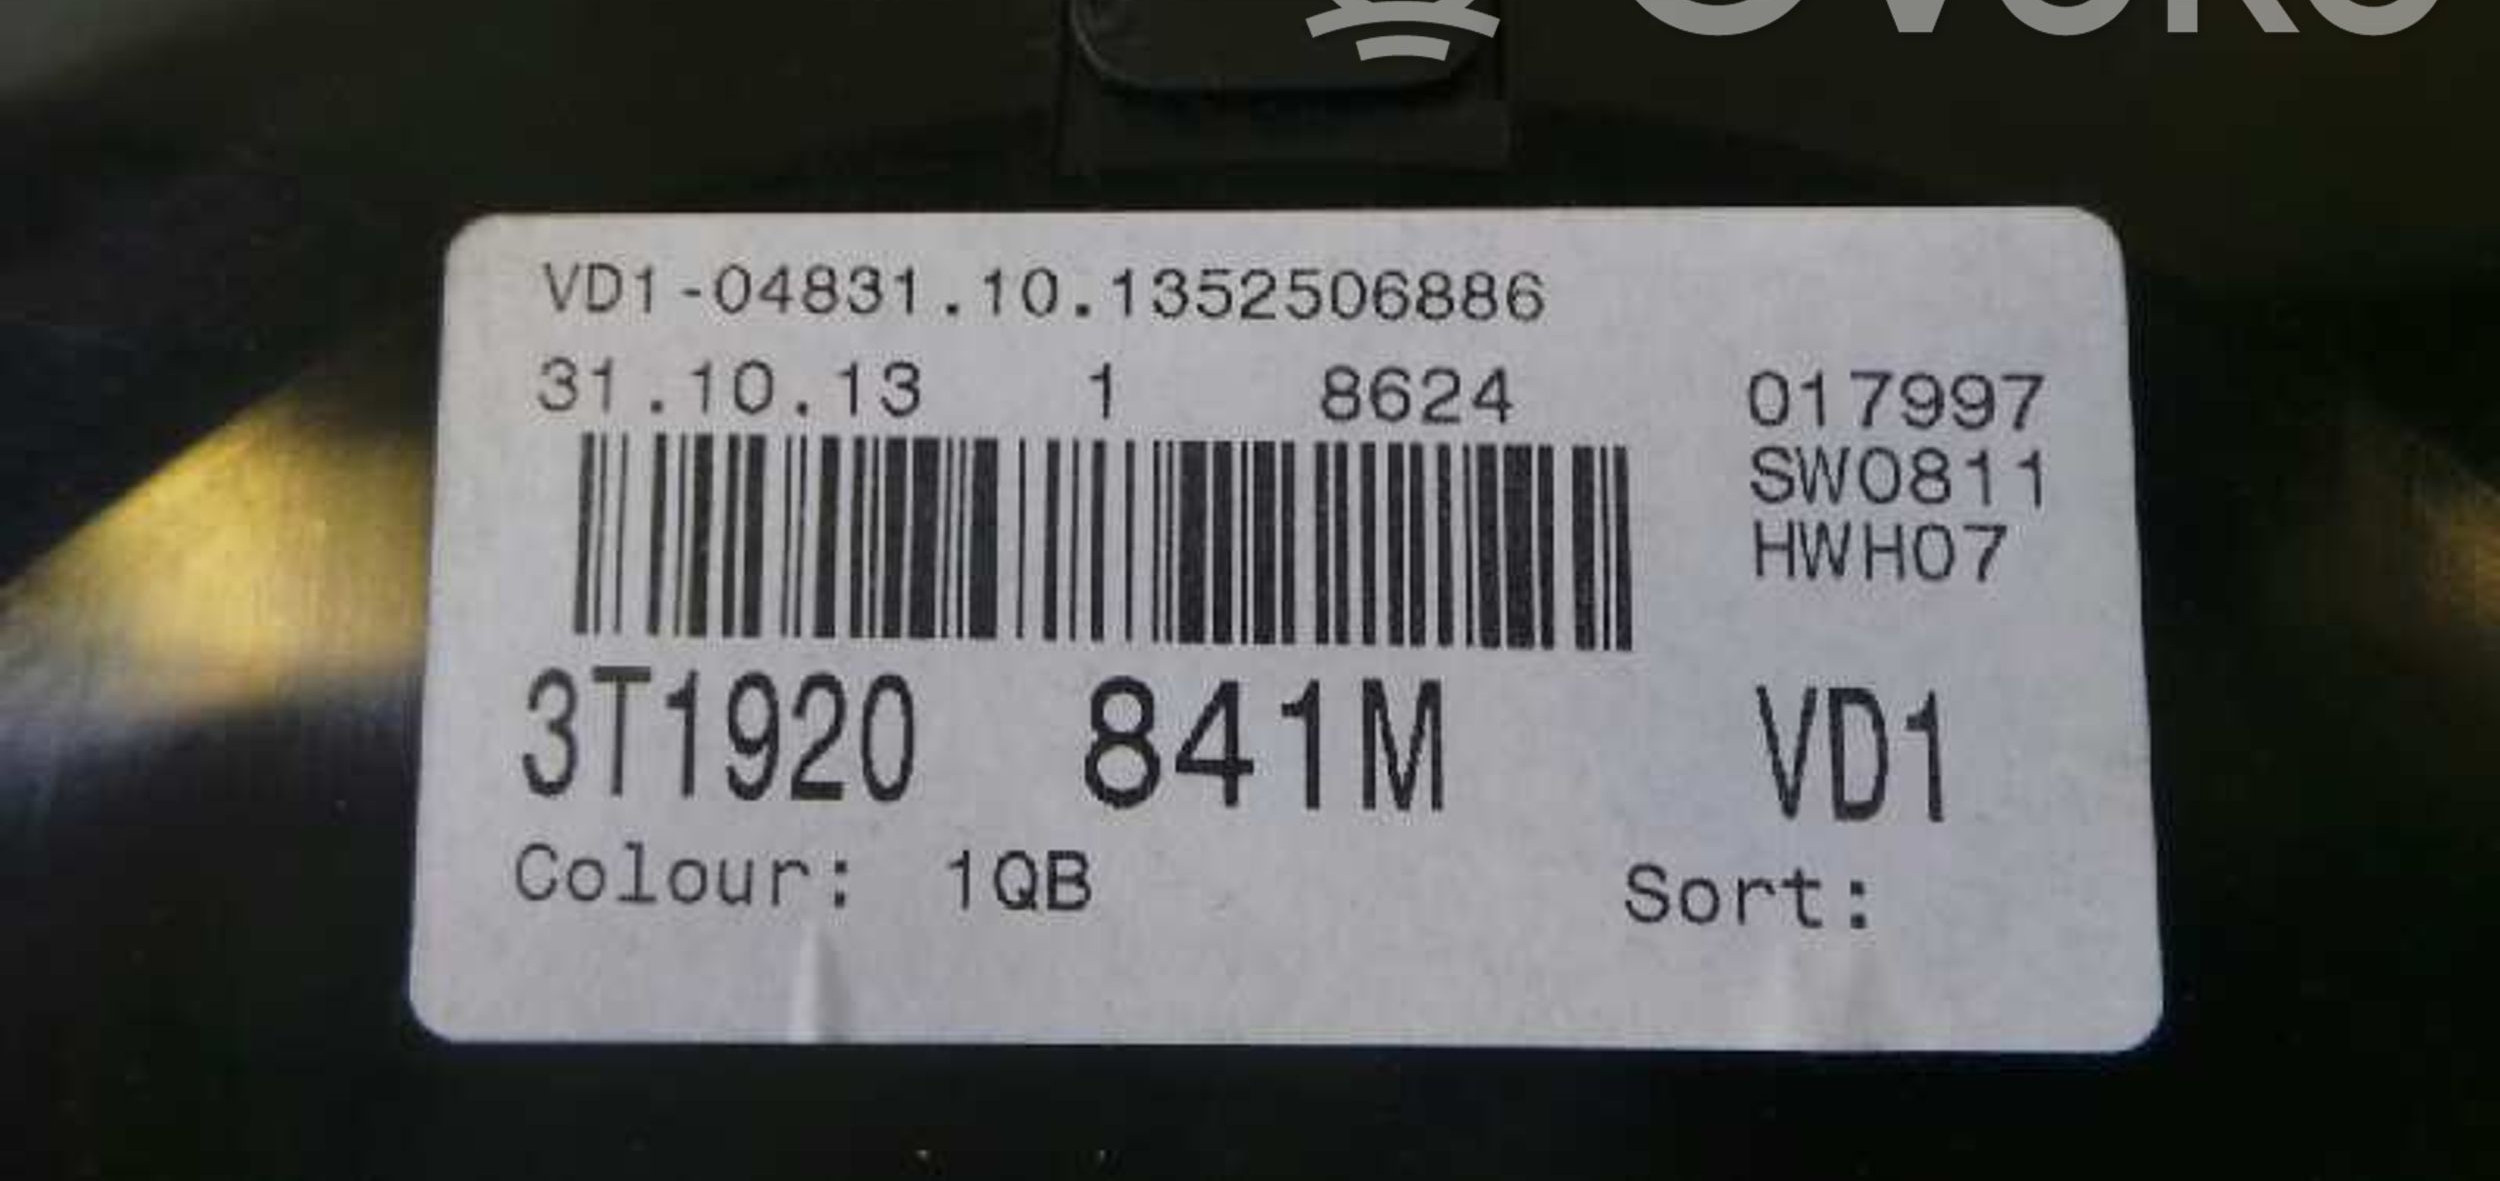 VD1-04831.10.1352506886
31.10.13 1 8624 017997
SW0811
HWH07
3T1920 841M VD1
Colour: 1QB Sort: